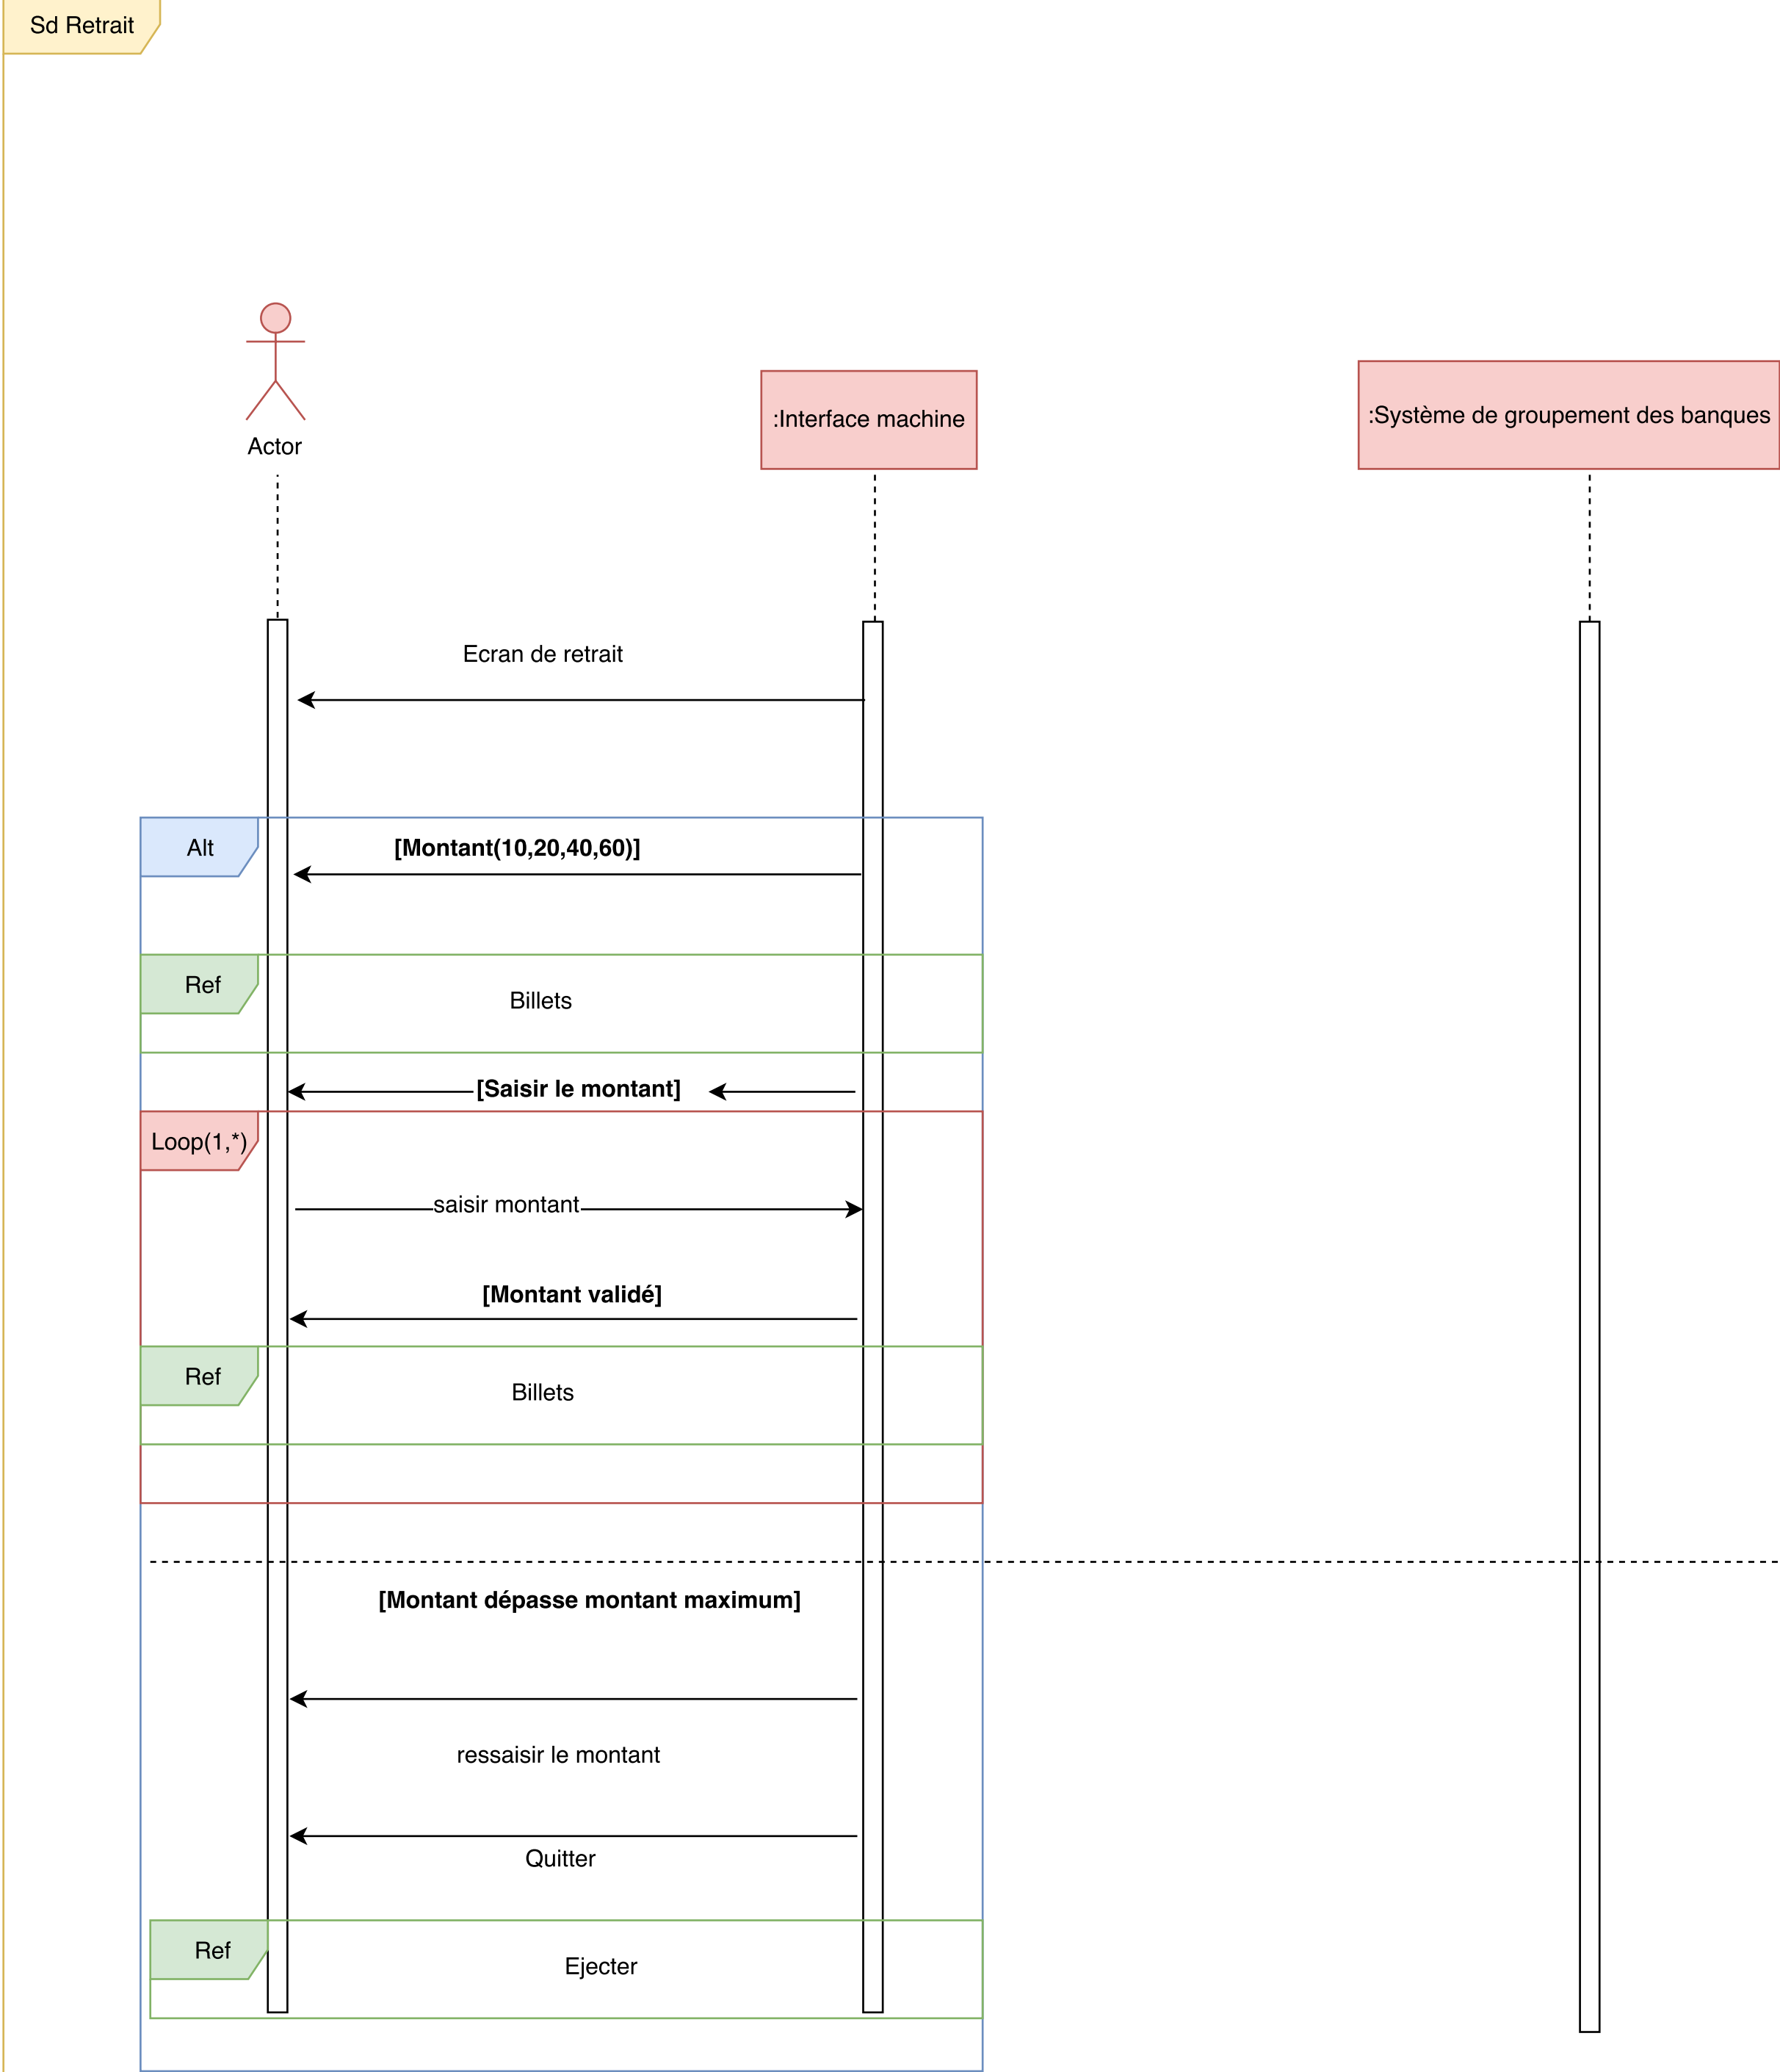 Sd Retrait
Actor
:Interface machine
:Système de groupement des banques
Ecran de retrait
Alt
[Montant(10,20,40,60)]
Ref
Billets
[Saisir le montant]
Loop(1,*)
saisir montant
[Montant validé]
Ref
Billets
[Montant dépasse montant maximum]
ressaisir le montant
Quitter
Ref
Ejecter